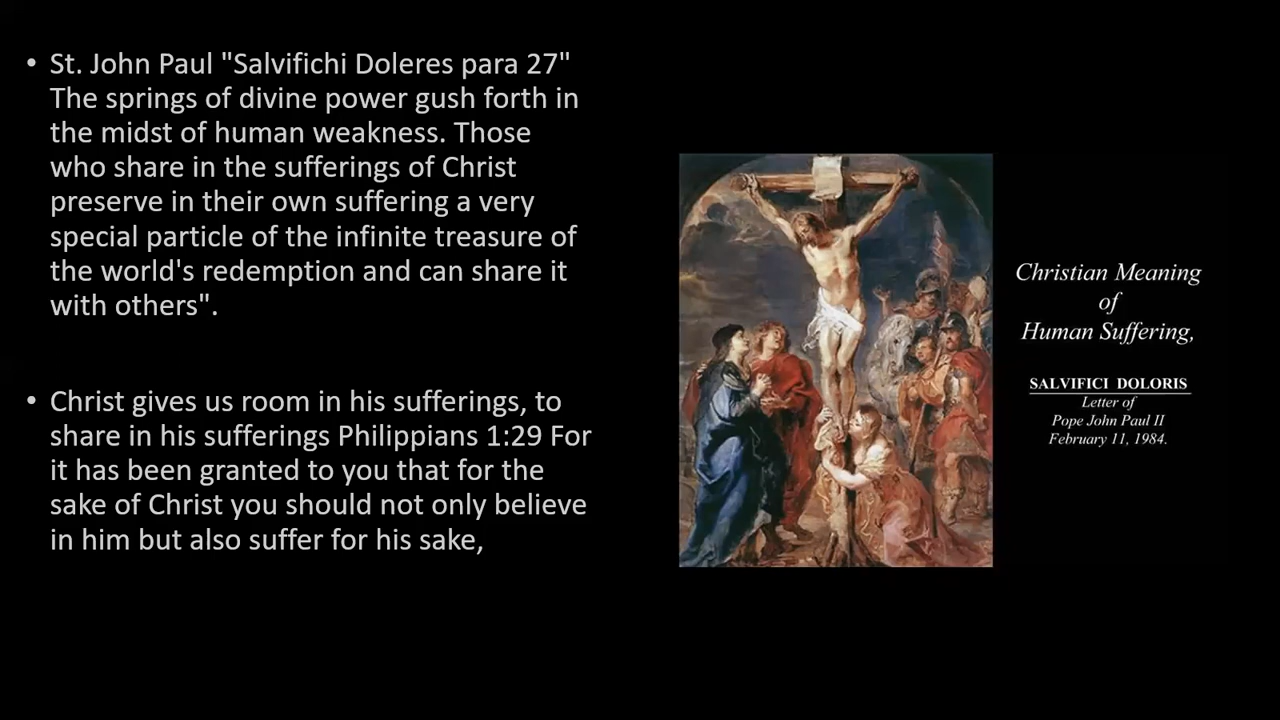 • St. John Paul "Salvifichi Doleres para 27"
The springs of divine power gush forth in
the midst of human weakness. Those
who share in the sufferings of Christ
preserve in their own suffering a very
special particle of the infinite treasure of
the world's redemption and can share it
with others".
• Christ gives us room in his sufferings, to
share in his sufferings Philippians 1:29 For
it has been granted to you that for the
sake of Christ you should not only believe
in him but also suffer for his sake,
Christian Meaning
of
Human Suffering,
SALVIFICI DOLORIS
Letter of
Pope John Paul II
February 11, 1984.